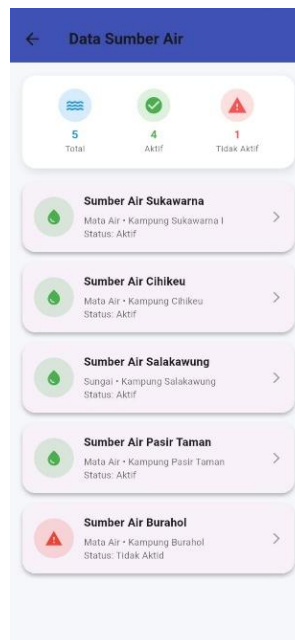 Data Sumber Air
5
Total
4
Aktif
1
Tidak Aktif
Sumber Air Sukawarna
Mata Air • Kampung Sukawarna I
Status: Aktif
Sumber Air Cihikeu
Mata Air • Kampung Cihikeu
Status: Aktif
Sumber Air Salakawung
Sungai • Kampung Salakawung
Status: Aktif
Sumber Air Pasir Taman
Mata Air • Kampung Pasir Taman
Status: Aktif
Sumber Air Burahol
Mata Air • Kampung Burahol
Status: Tidak Aktid